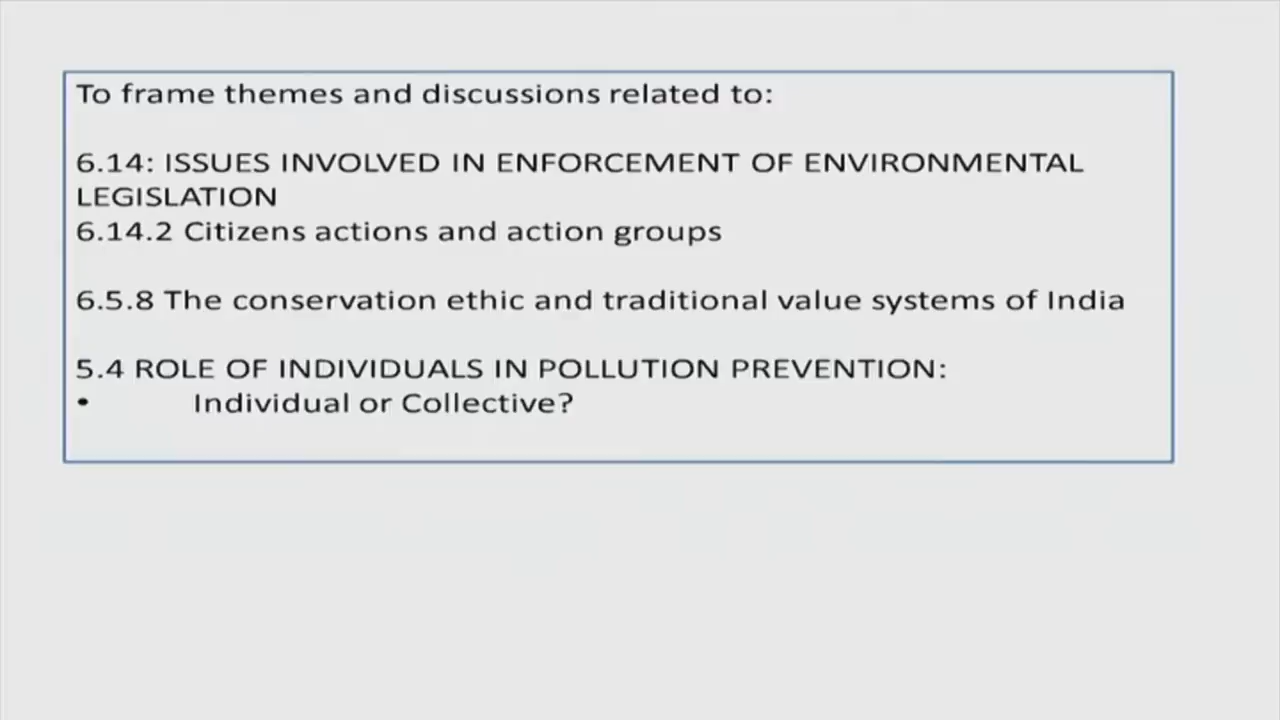 To frame themes and discussions related to:
6.14: ISSUES INVOLVED IN ENFORCEMENT OF ENVIRONMENTAL
LEGISLATION
6.14.2 Citizens actions and action groups
6.5.8 The conservation ethic and traditional value systems of India
5.4 ROLE OF INDIVIDUALS IN POLLUTION PREVENTION:
• Individual or Collective?